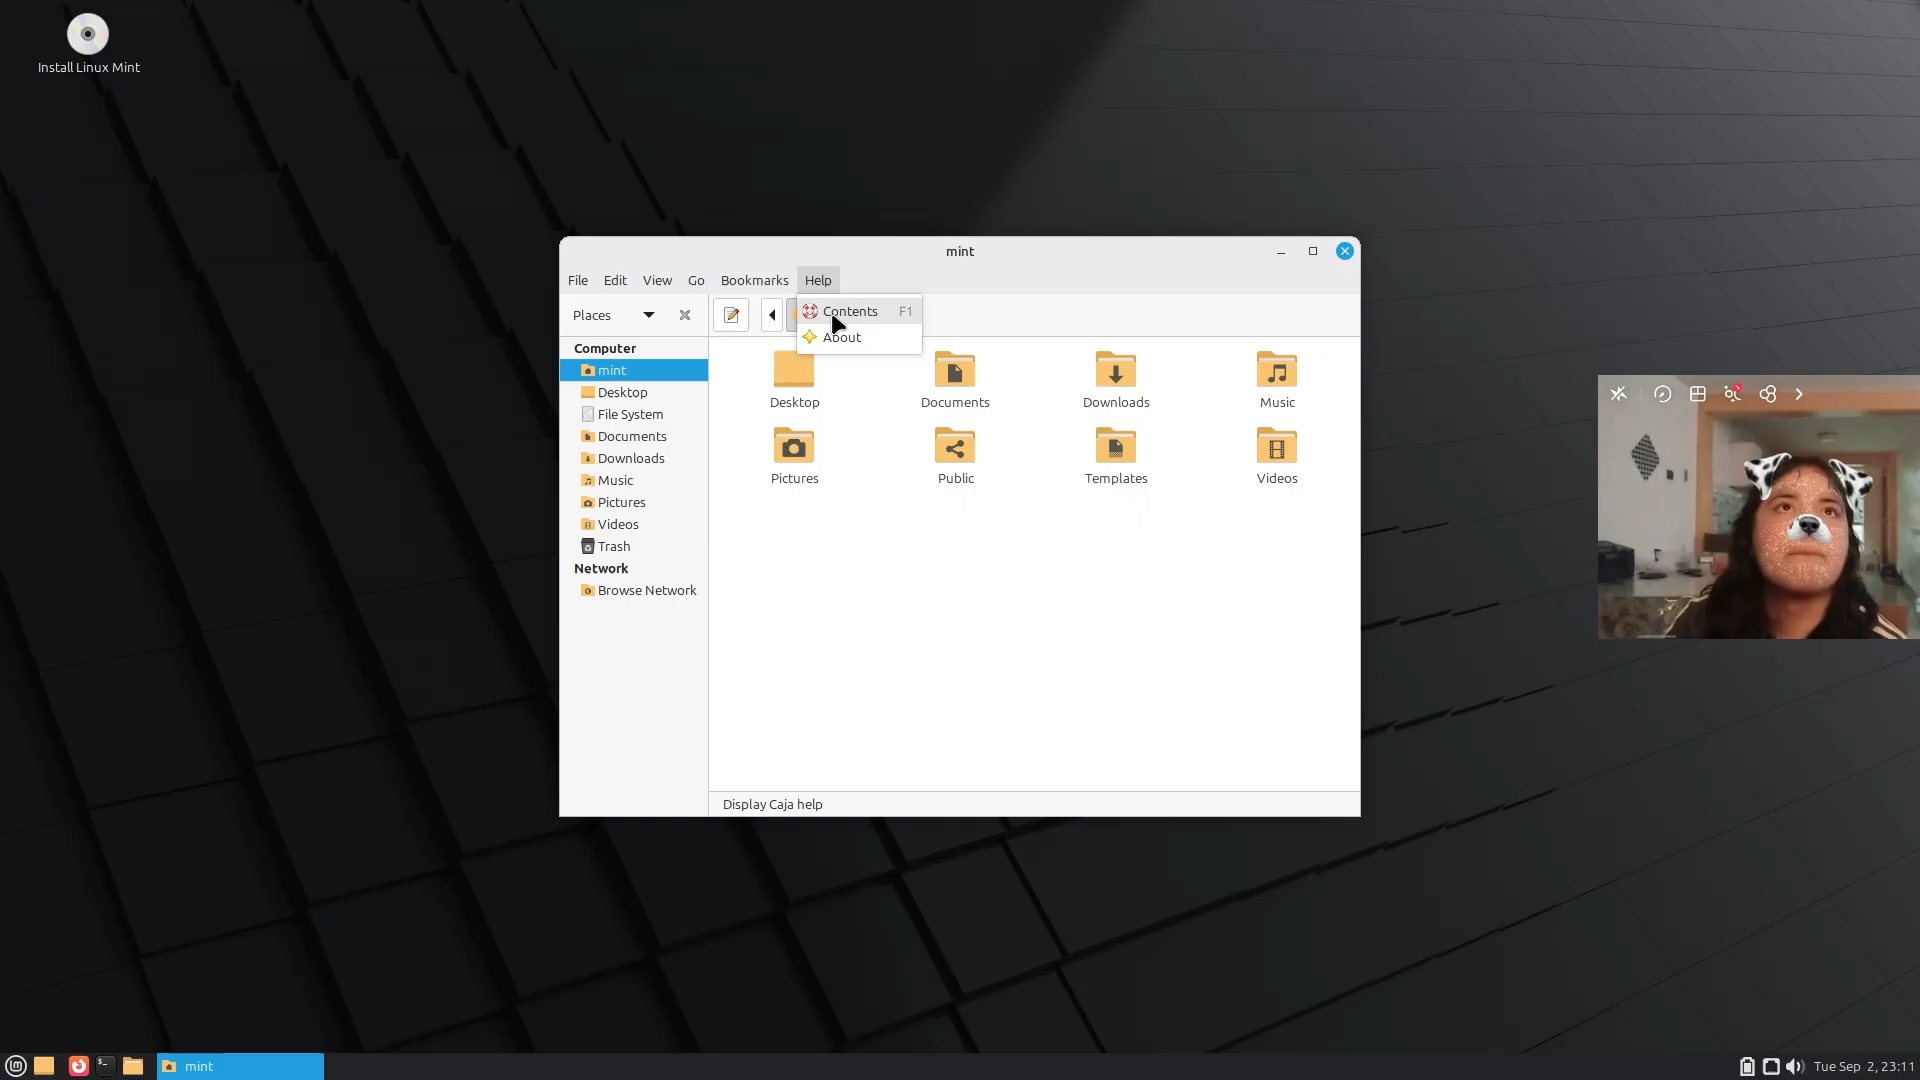 Install Linux Mint
mint
File Edit View Go Bookmarks Help
Places
Contents F1
About
Computer
mint
Desktop
File System
Documents
Downloads
Music
Pictures
Videos
Trash
Network
Browse Network
Desktop Documents Downloads Music
Pictures Public Templates Videos
Display Caja help
mint
Tue Sep 2, 23:11